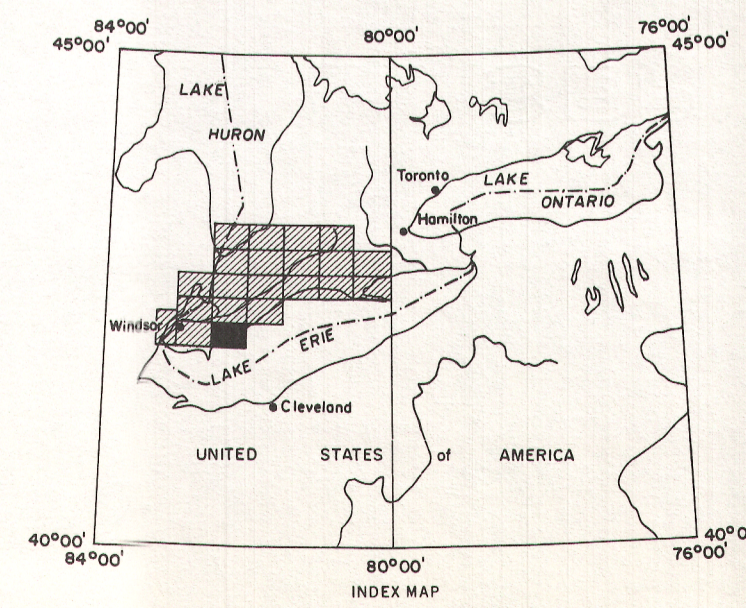 84°00'
80°00'
76°00'
45°00'
45°00'
LAKE
HURON
Toronto
LAKE
ONTARIO
Hamilton
Windsor
LAKE ERIE
Cleveland
UNITED STATES of AMERICA
40°00'
40°0
84°00'
80°00'
76°00'
INDEX MAP